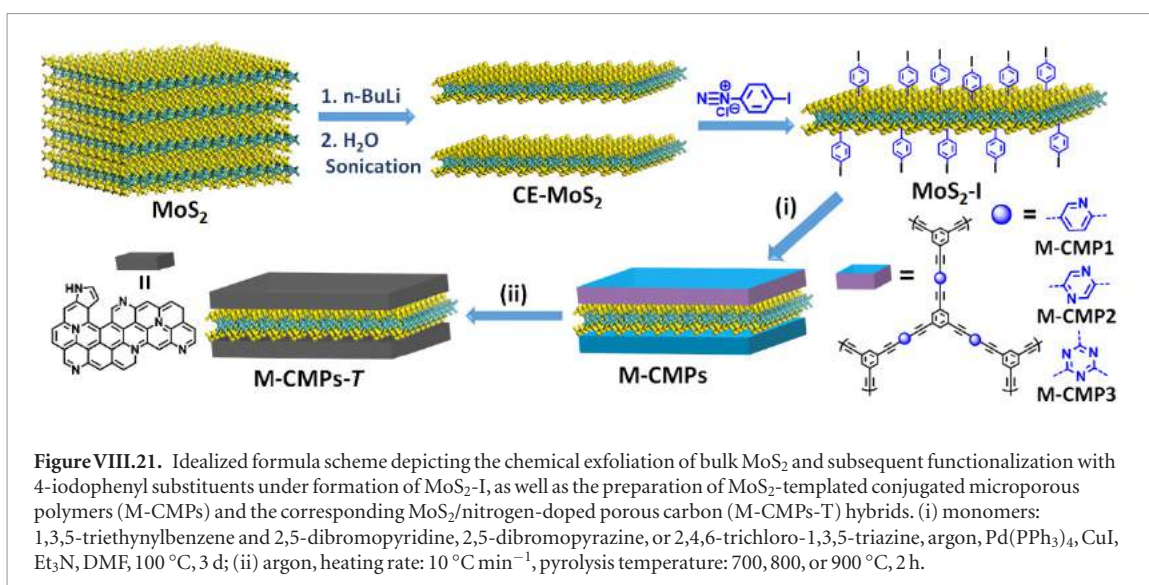 1. n-BuLi
2. H₂O
Sonication
MoS₂
CE-MoS₂
N≡N
⊕
Cl⊖
I
I I I I I I
I I I I I
MoS₂-I
(i)
=
N
M-CMP1
N
N
M-CMP2
N
N N
M-CMP3
=
M-CMPs
(ii)
M-CMPs-T
=
HN
N
N
N
N
N
N
Figure VIII.21. Idealized formula scheme depicting the chemical exfoliation of bulk MoS₂ and subsequent functionalization with
4-iodophenyl substituents under formation of MoS₂-I, as well as the preparation of MoS₂-templated conjugated microporous
polymers (M-CMPs) and the corresponding MoS₂/nitrogen-doped porous carbon (M-CMPs-T) hybrids. (i) monomers:
1,3,5-triethynylbenzene and 2,5-dibromopyridine, 2,5-dibromopyrazine, or 2,4,6-trichloro-1,3,5-triazine, argon, Pd(PPh₃)₄, CuI,
Et₃N, DMF, 100 °C, 3 d; (ii) argon, heating rate: 10 °C min⁻¹, pyrolysis temperature: 700, 800, or 900 °C, 2 h.